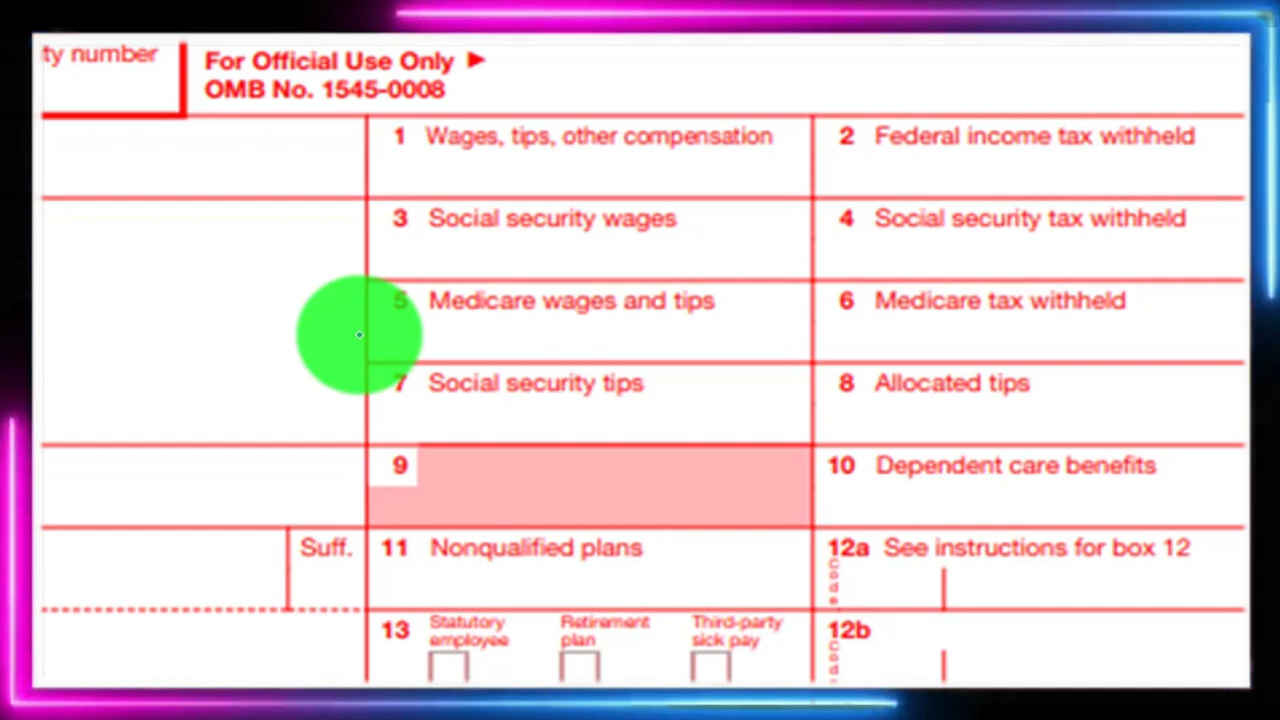 ty number
For Official Use Only ▶
OMB No. 1545-0008
1 Wages, tips, other compensation
2 Federal income tax withheld
3 Social security wages
4 Social security tax withheld
5 Medicare wages and tips
6 Medicare tax withheld
7 Social security tips
8 Allocated tips
9
10 Dependent care benefits
Suff.
11 Nonqualified plans
12a See instructions for box 12
Code
13 Statutory employee
Retirement plan
Third-party sick pay
12b
Code